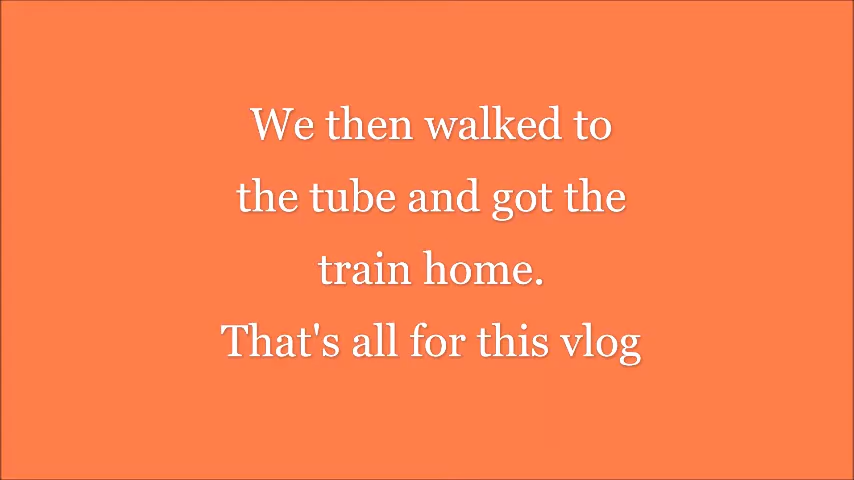 We then walked to
the tube and got the
train home.
That's all for this vlog